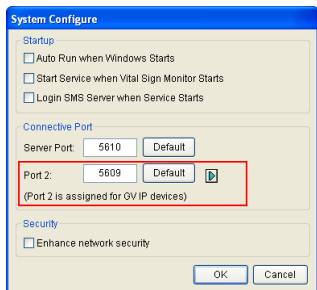 System Configure
Startup
Auto Run when Windows Starts
Start Service when Vital Sign Monitor Starts
Login SMS Server when Service Starts
Connective Port
Server Port: 5610 Default
Port 2: 5609 Default
(Port 2 is assigned for GV IP devices)
Security
Enhance network security
OK Cancel